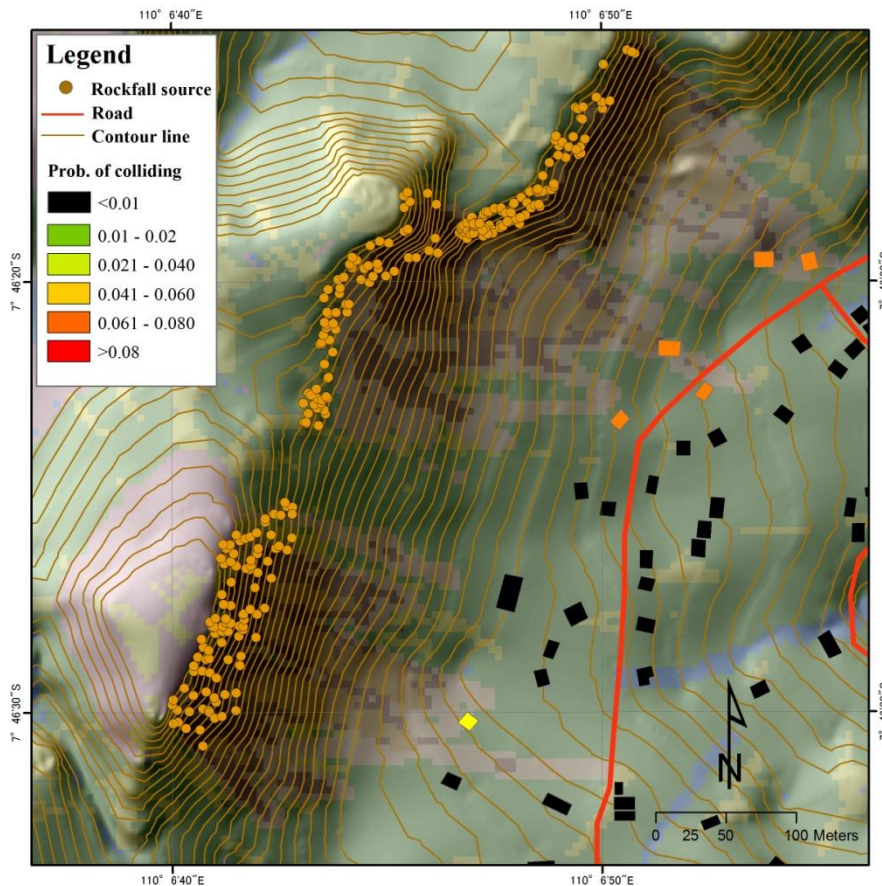 110° 6'40"E 110° 6'50"E
Legend
Rockfall source
Road
Contour line
Prob. of colliding
<0.01
0.01 - 0.02
0.021 - 0.040
0.041 - 0.060
0.061 - 0.080
>0.08
7° 46'20"S
7° 46'30"S
N
0 25 50 100 Meters
110° 6'40"E 110° 6'50"E